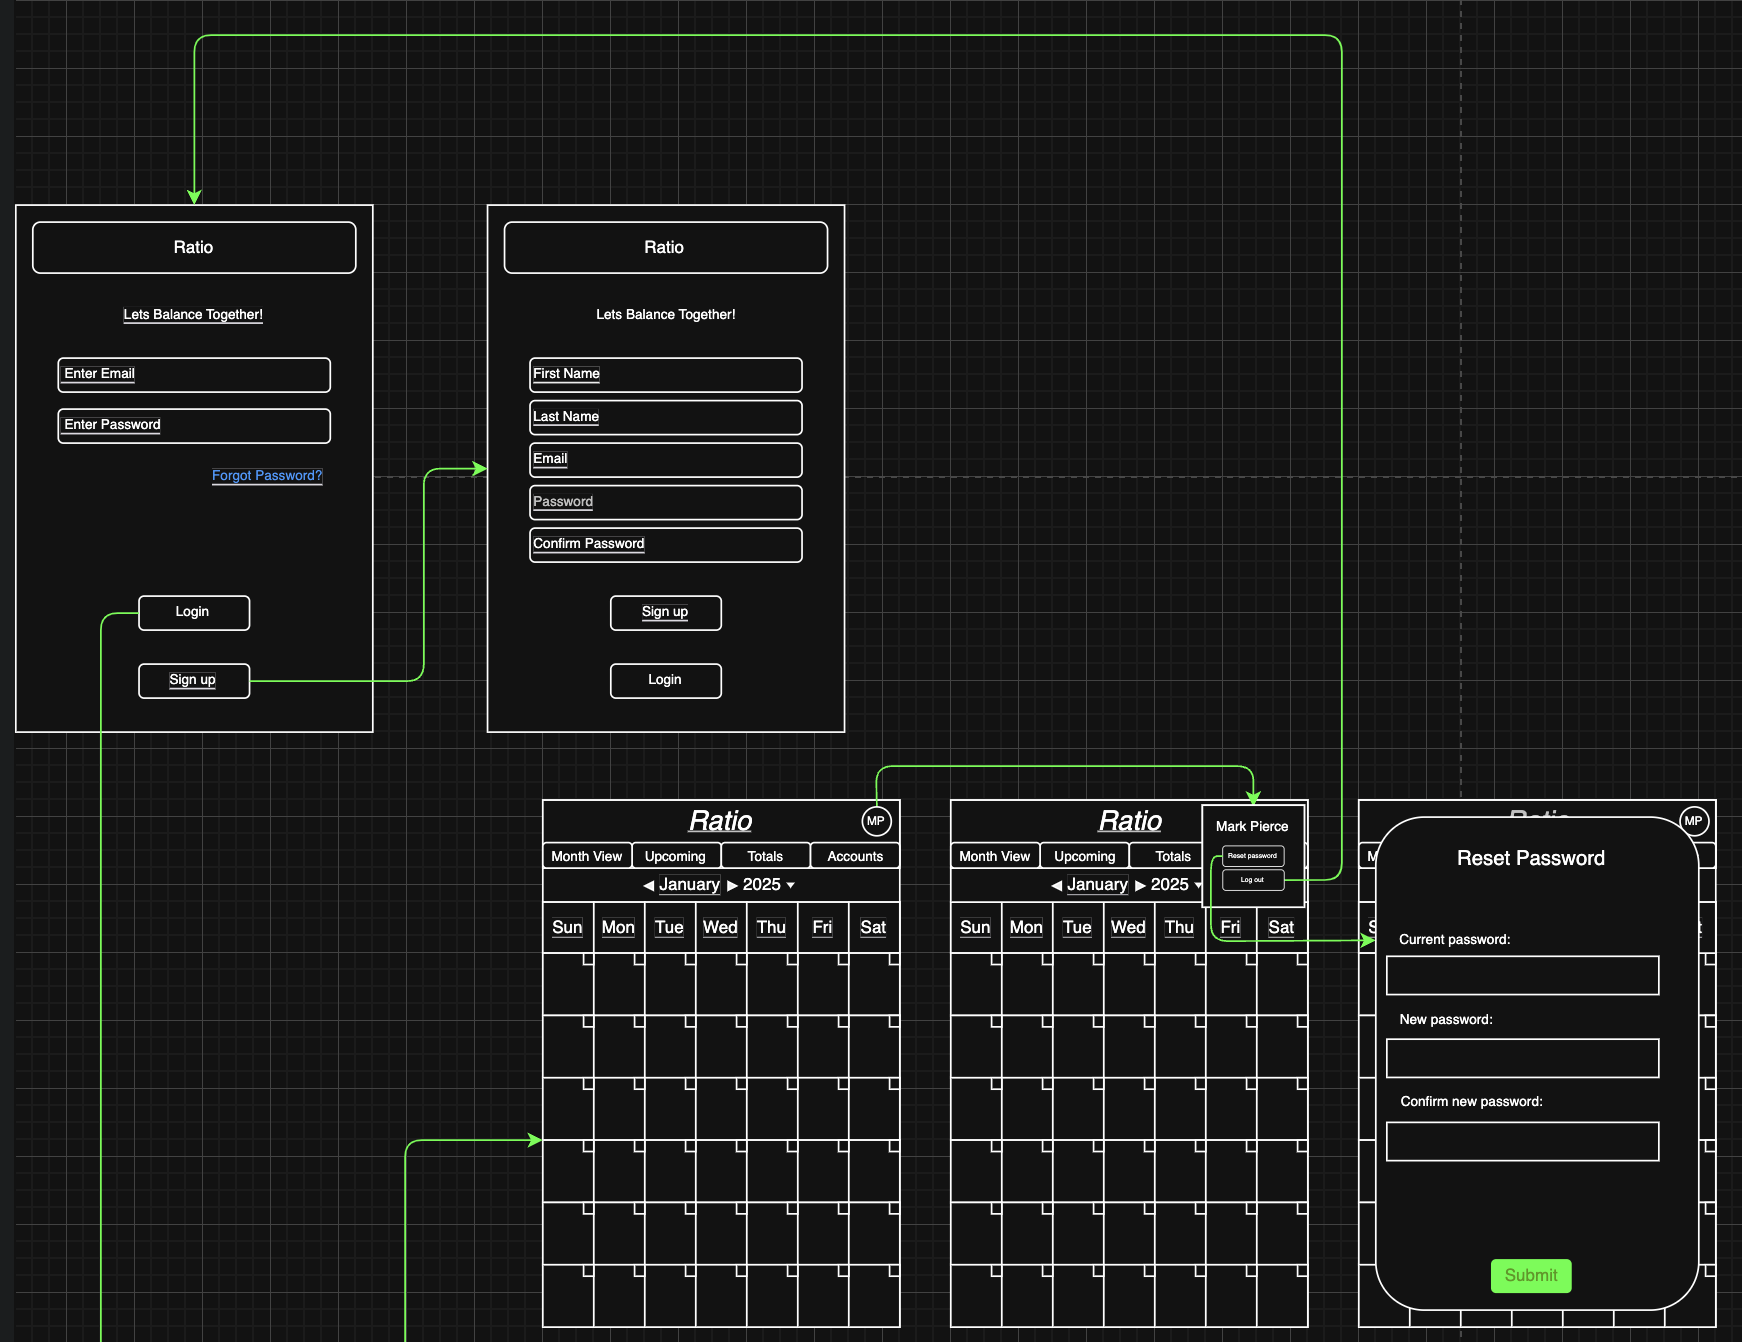 Ratio
Lets Balance Together!
Enter Email
Enter Password
Forgot Password?
Login
Sign up
Ratio
Lets Balance Together!
First Name
Last Name
Email
Password
Confirm Password
Sign up
Login
Ratio
MP
Month View Upcoming Totals Accounts
◀ January ▶ 2025 ▼
Sun Mon Tue Wed Thu Fri Sat
Ratio
Mark Pierce
Reset password
Log out
Month View Upcoming Totals
◀ January ▶ 2025 ▼
Sun Mon Tue Wed Thu Fri Sat
Ratio
MP
Reset Password
Current password:
New password:
Confirm new password:
Submit